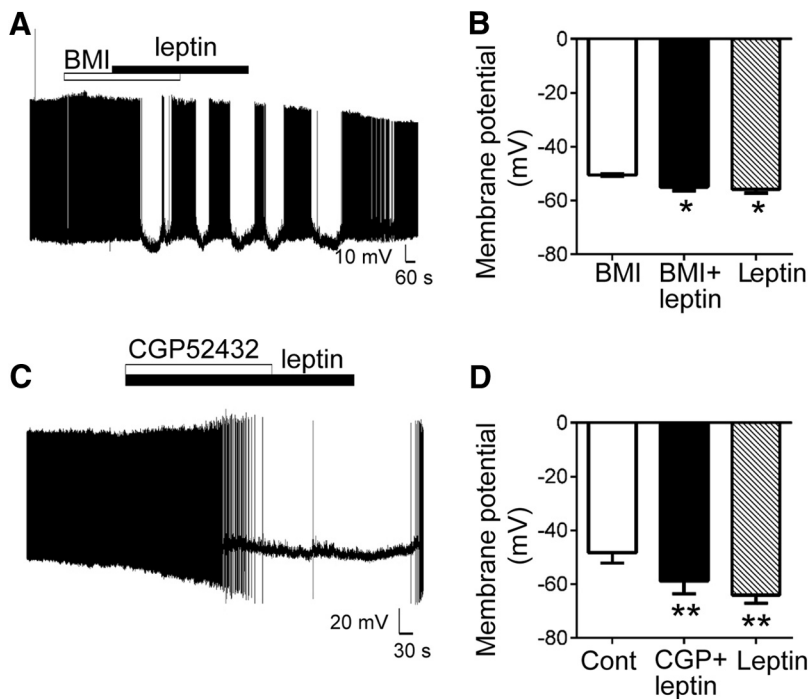 A
BMI
leptin
10 mV
60 s
B
Membrane potential
(mV)
0
-20
-40
-60
-80
*
*
BMI
BMI+
leptin
Leptin
C
CGP52432
leptin
20 mV
30 s
D
Membrane potential
(mV)
0
-20
-40
-60
-80
**
**
Cont
CGP+
leptin
Leptin